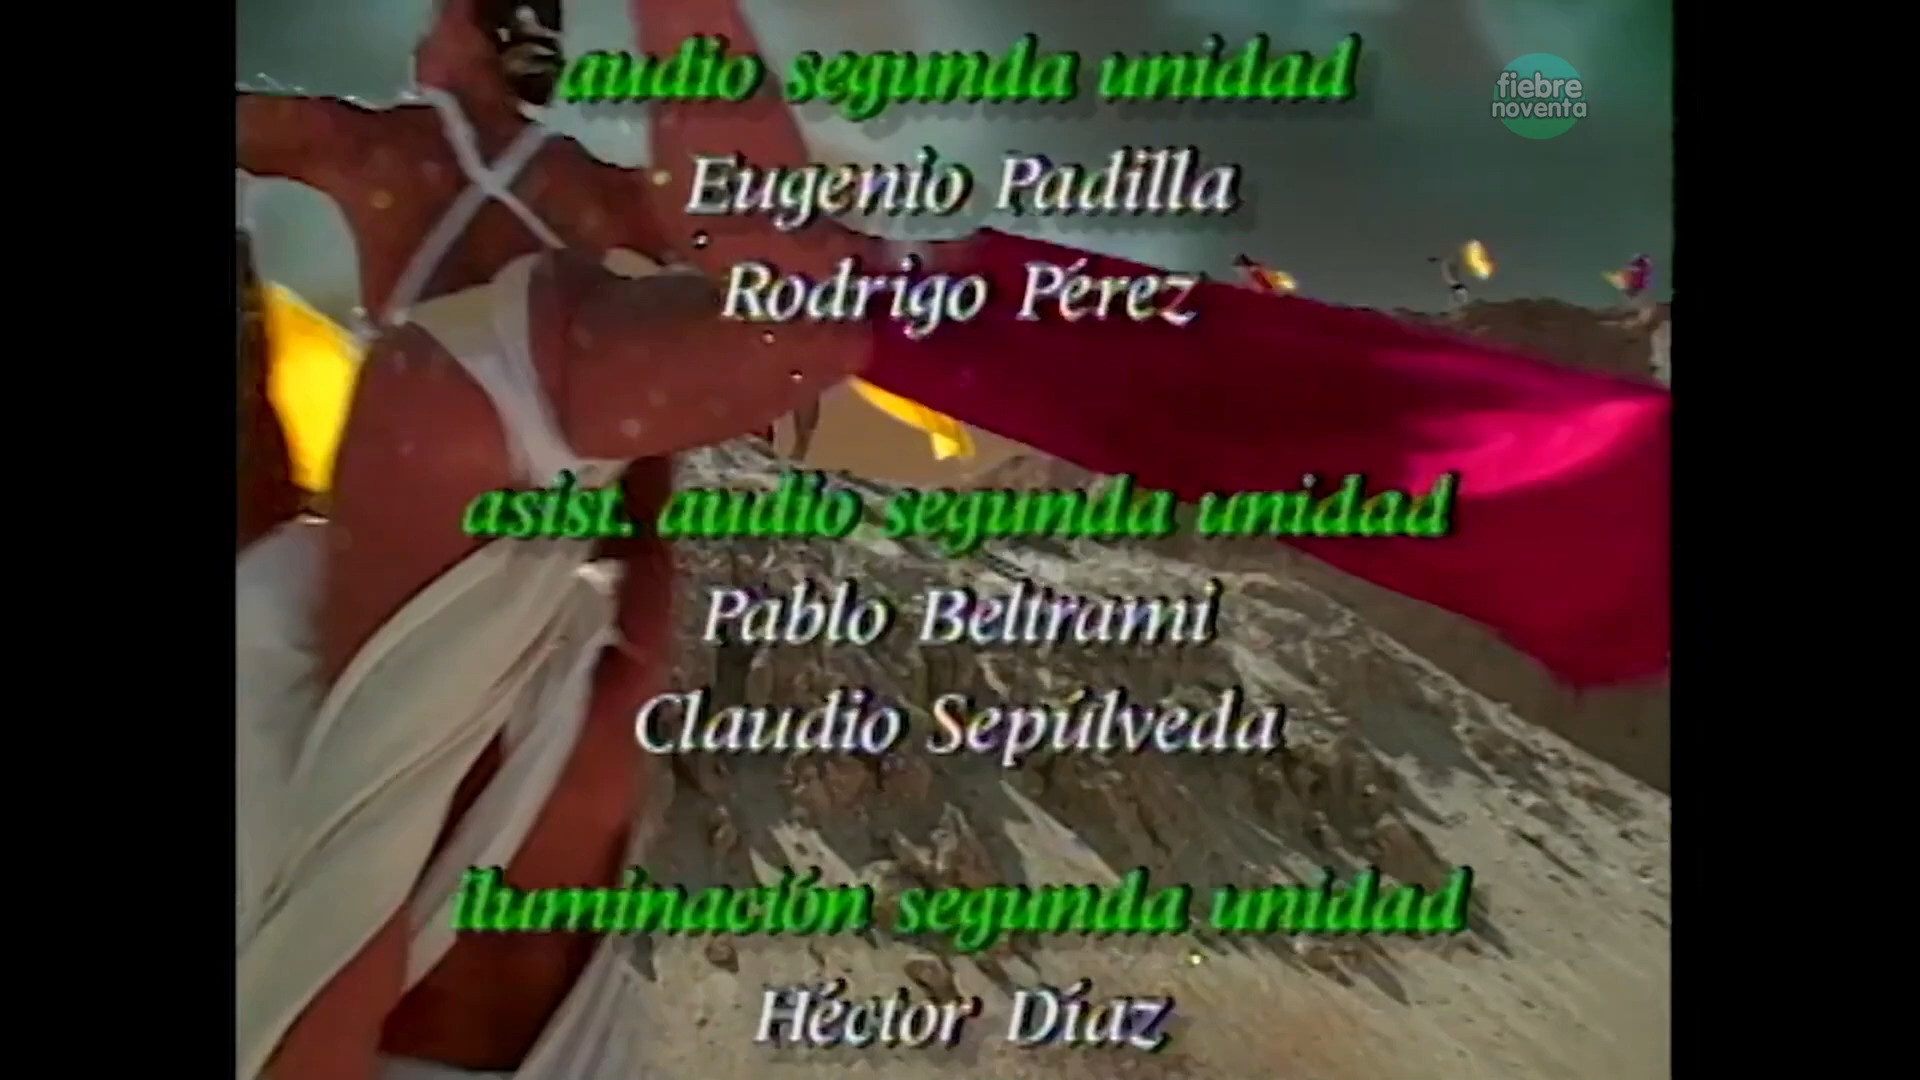 audio segunda unidad
fiebre
noventa
Eugenio Padilla
Rodrigo Pérez
asist. audio segunda unidad
Pablo Beltrami
Claudio Sepúlveda
iluminación segunda unidad
Héctor Díaz